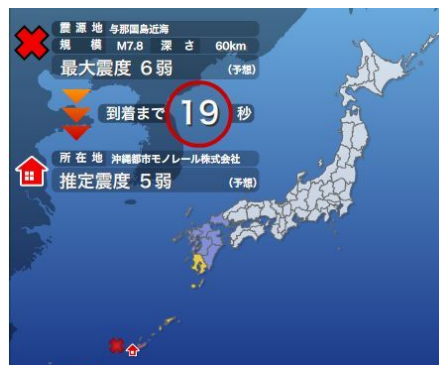 震源地 与那国島近海
規模 M7.8 深さ 60km
最大震度 6弱 (予想)
到着まで 19 秒
所在地 沖縄都市モノレール株式会社
推定震度 5弱 (予想)